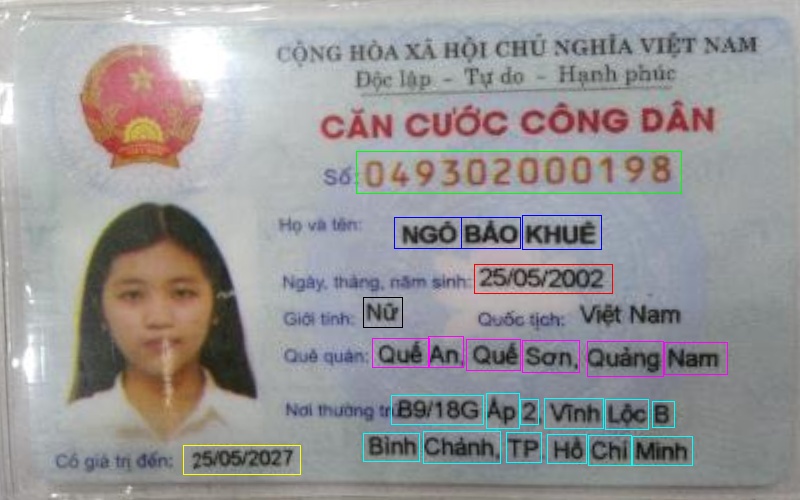 CỘNG HÒA XÃ HỘI CHỦ NGHĨA VIỆT NAM
Độc lập - Tự do - Hạnh phúc
CĂN CƯỚC CÔNG DÂN
Số: 049302000198
Họ và tên: NGÔ BẢO KHUÊ
Ngày, tháng, năm sinh: 25/05/2002
Giới tính: Nữ Quốc tịch: Việt Nam
Quê quán: Quế An, Quế Sơn, Quảng Nam
Nơi thường trú B9/18G Ấp 2, Vĩnh Lộc B
Bình Chánh, TP. Hồ Chí Minh
Có giá trị đến: 25/05/2027